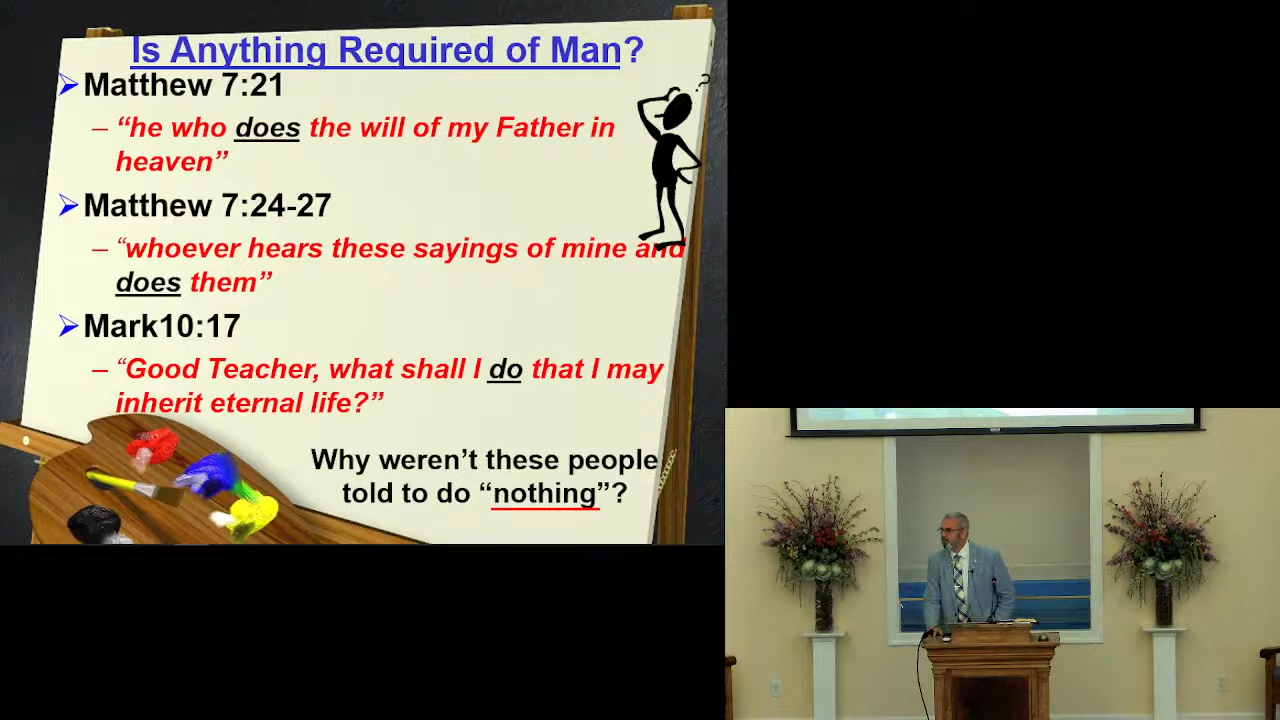 Is Anything Required of Man?
Matthew 7:21
– “he who does the will of my Father in
heaven”
Matthew 7:24-27
– “whoever hears these sayings of mine and
does them”
Mark10:17
– “Good Teacher, what shall I do that I may
inherit eternal life?”
Why weren’t these people
told to do “nothing”?